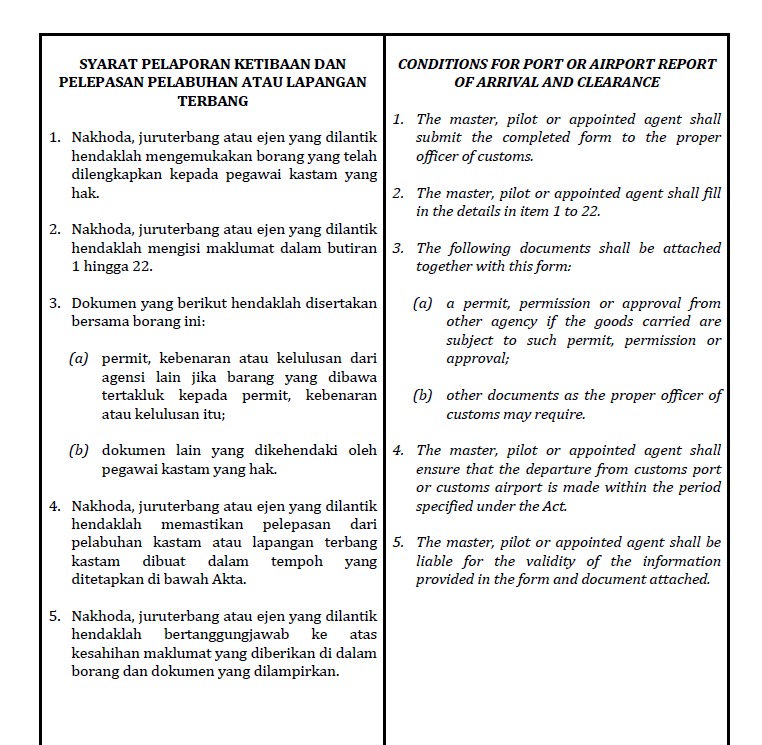 SYARAT PELAPORAN KETIBAAN DAN
PELEPASAN PELABUHAN ATAU LAPANGAN
TERBANG
1. Nakhoda, juruterbang atau ejen yang dilantik
hendaklah mengemukakan borang yang telah
dilengkapkan kepada pegawai kastam yang
hak.
2. Nakhoda, juruterbang atau ejen yang dilantik
hendaklah mengisi maklumat dalam butiran
1 hingga 22.
3. Dokumen yang berikut hendaklah disertakan
bersama borang ini:
(a) permit, kebenaran atau kelulusan dari
agensi lain jika barang yang dibawa
tertakluk kepada permit, kebenaran
atau kelulusan itu;
(b) dokumen lain yang dikehendaki oleh
pegawai kastam yang hak.
4. Nakhoda, juruterbang atau ejen yang dilantik
hendaklah memastikan pelepasan dari
pelabuhan kastam atau lapangan terbang
kastam dibuat dalam tempoh yang
ditetapkan di bawah Akta.
5. Nakhoda, juruterbang atau ejen yang dilantik
hendaklah bertanggungjawab ke atas
kesahihan maklumat yang diberikan di dalam
borang dan dokumen yang dilampirkan.
CONDITIONS FOR PORT OR AIRPORT REPORT
OF ARRIVAL AND CLEARANCE
1. The master, pilot or appointed agent shall
submit the completed form to the proper
officer of customs.
2. The master, pilot or appointed agent shall fill
in the details in item 1 to 22.
3. The following documents shall be attached
together with this form:
(a) a permit, permission or approval from
other agency if the goods carried are
subject to such permit, permission or
approval;
(b) other documents as the proper officer of
customs may require.
4. The master, pilot or appointed agent shall
ensure that the departure from customs port
or customs airport is made within the period
specified under the Act.
5. The master, pilot or appointed agent shall be
liable for the validity of the information
provided in the form and document attached.